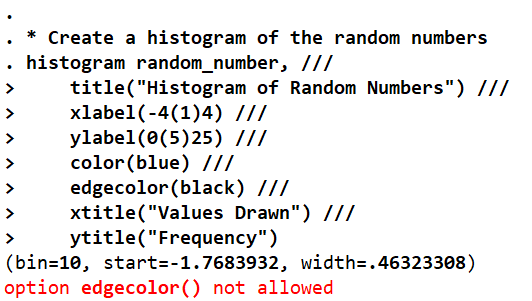 .
. * Create a histogram of the random numbers
. histogram random_number, ///
>     title("Histogram of Random Numbers") ///
>     xlabel(-4(1)4) ///
>     ylabel(0(5)25) ///
>     color(blue) ///
>     edgecolor(black) ///
>     xtitle("Values Drawn") ///
>     ytitle("Frequency")
(bin=10, start=-1.7683932, width=.46323308)
option edgecolor() not allowed